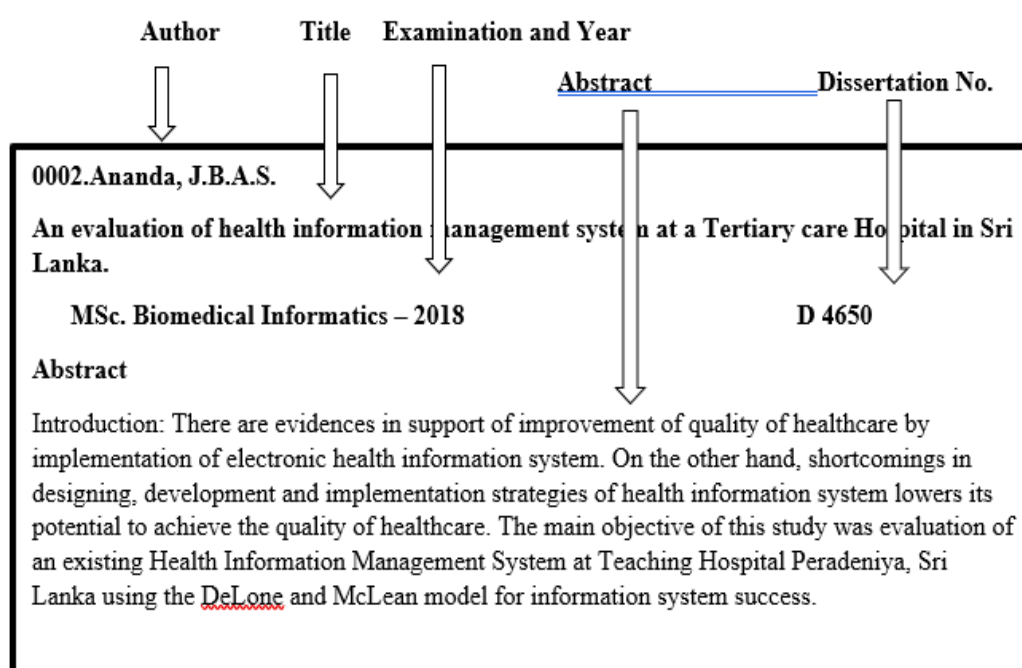 Author Title Examination and Year
Abstract Dissertation No.
0002.Ananda, J.B.A.S.
An evaluation of health information management system at a Tertiary care Hospital in Sri
Lanka.
MSc. Biomedical Informatics – 2018 D 4650
Abstract
Introduction: There are evidences in support of improvement of quality of healthcare by
implementation of electronic health information system. On the other hand, shortcomings in
designing, development and implementation strategies of health information system lowers its
potential to achieve the quality of healthcare. The main objective of this study was evaluation of
an existing Health Information Management System at Teaching Hospital Peradeniya, Sri
Lanka using the DeLone and McLean model for information system success.